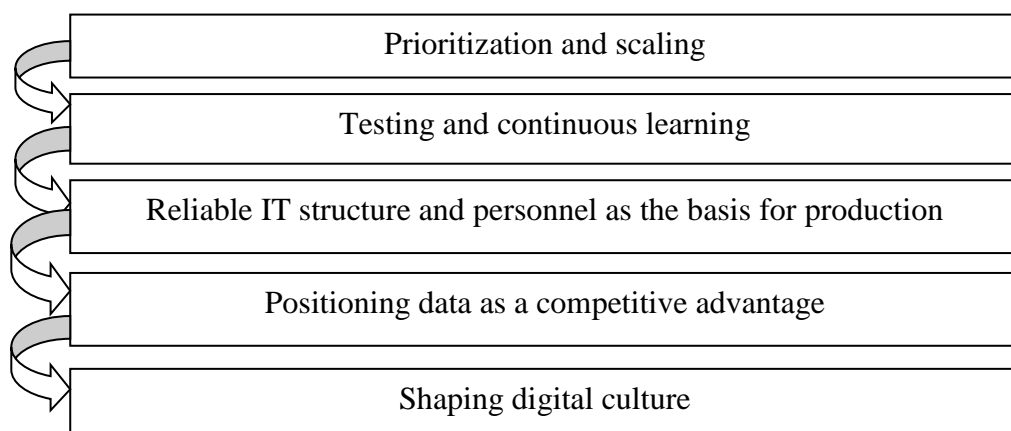 Prioritization and scaling
Testing and continuous learning
Reliable IT structure and personnel as the basis for production
Positioning data as a competitive advantage
Shaping digital culture